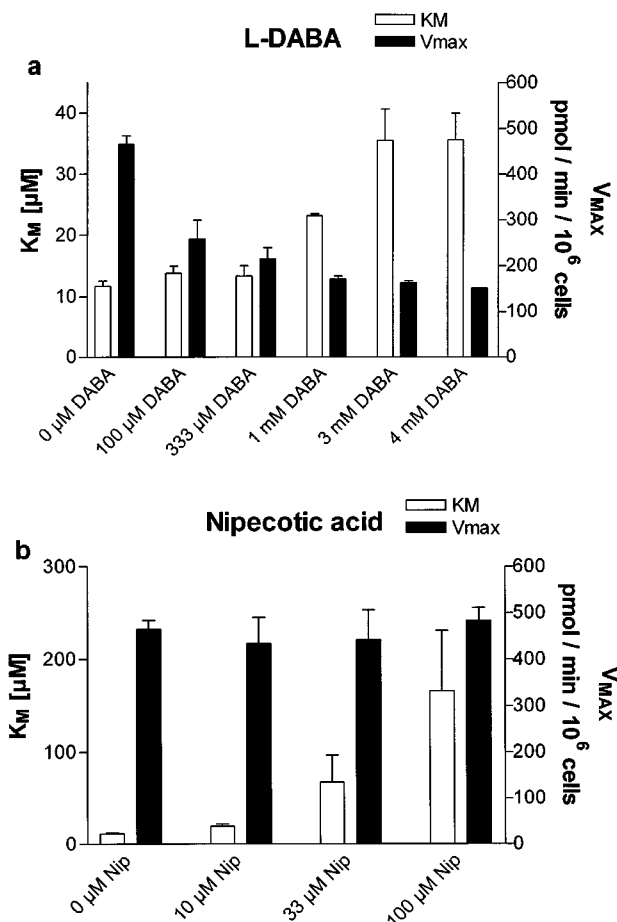 L-DABA
KM
Vmax
a
40
30
20
10
0
KM [µM]
600
500
400
300
200
100
0
VMAX
pmol / min / 10⁶ cells
0 µM DABA
100 µM DABA
333 µM DABA
1 mM DABA
3 mM DABA
4 mM DABA
Nipecotic acid
KM
Vmax
b
300
200
100
0
KM [µM]
600
500
400
300
200
100
0
VMAX
pmol / min / 10⁶ cells
0 µM Nip
10 µM Nip
33 µM Nip
100 µM Nip